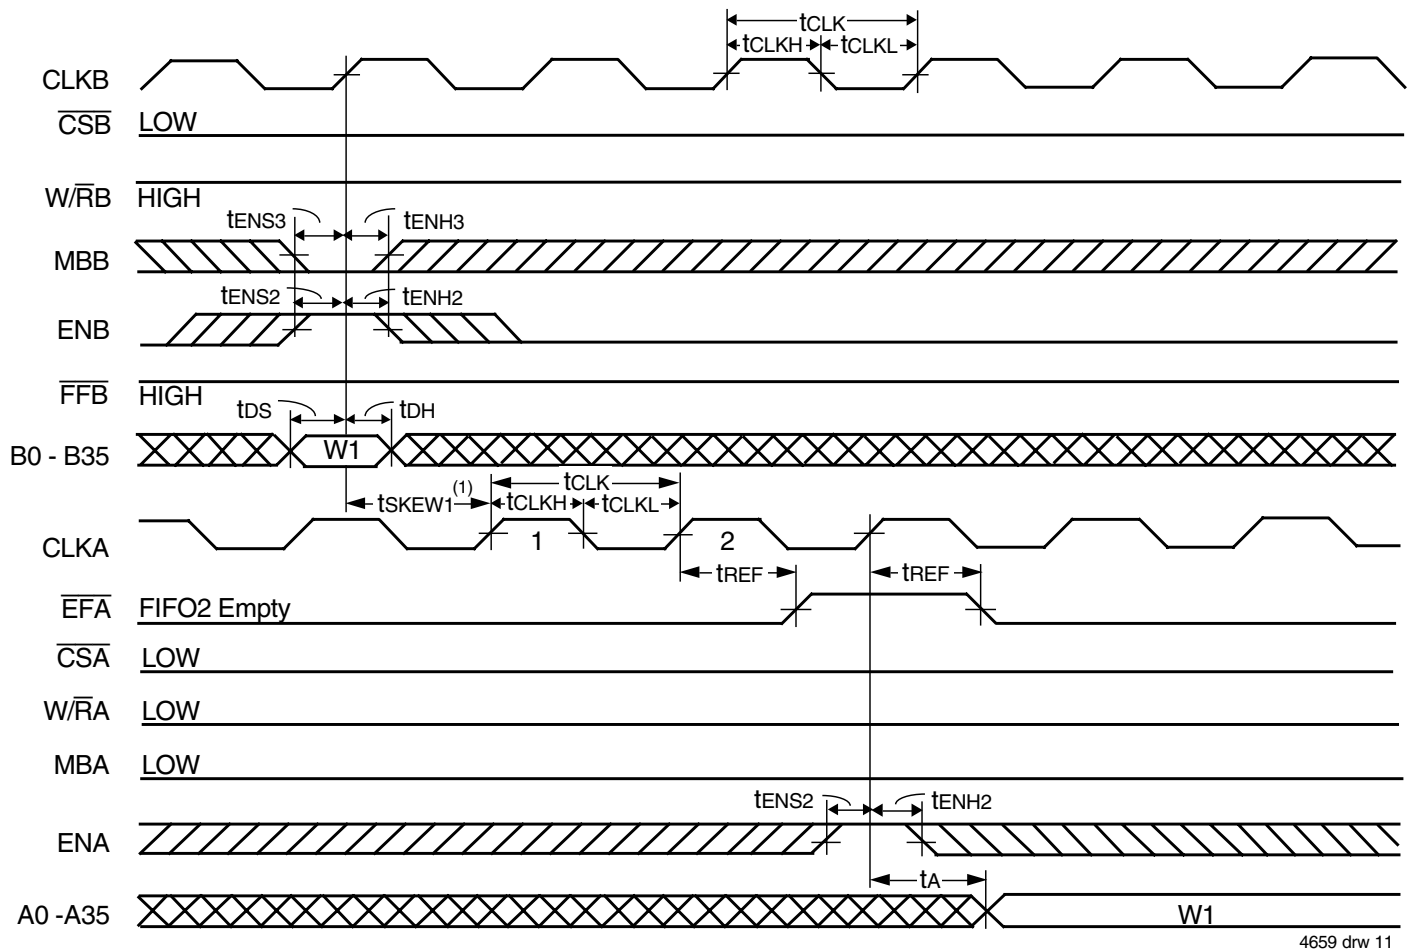 tCLK
tCLKH tCLKL
CLKB
CSB LOW
W/RB HIGH
tENS3 tENH3
MBB
tENS2 tENH2
ENB
FFB HIGH
tDS tDH
B0 - B35 W1
tSKEW1(1) tCLK
tCLKH tCLKL
CLKA 1 2
tREF tREF
EFA FIFO2 Empty
CSA LOW
W/RA LOW
MBA LOW
tENS2 tENH2
ENA
tA
A0 -A35 W1
4659 drw 11